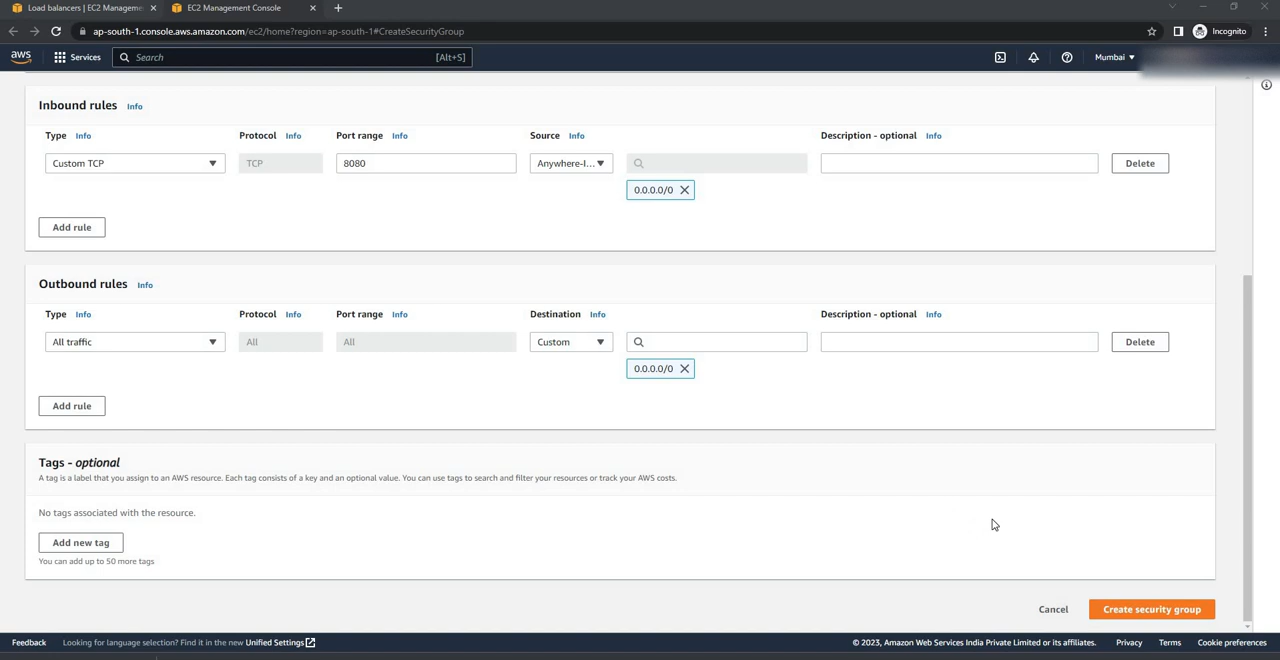 Load balancers | EC2 Manageme
EC2 Management Console
ap-south-1.console.aws.amazon.com/ec2/home?region=ap-south-1#CreateSecurityGroup
Incognito
aws
Services
Search
[Alt+S]
Mumbai
Inbound rules Info
Type Info Protocol Info Port range Info Source Info Description - optional Info
Custom TCP TCP 8080 Anywhere-I... Delete
0.0.0.0/0
Add rule
Outbound rules Info
Type Info Protocol Info Port range Info Destination Info Description - optional Info
All traffic All All Custom Delete
0.0.0.0/0
Add rule
Tags - optional
A tag is a label that you assign to an AWS resource. Each tag consists of a key and an optional value. You can use tags to search and filter your resources or track your AWS costs.
No tags associated with the resource.
Add new tag
You can add up to 50 more tags
Cancel Create security group
Feedback Looking for language selection? Find it in the new Unified Settings © 2023, Amazon Web Services India Private Limited or its affiliates. Privacy Terms Cookie preferences